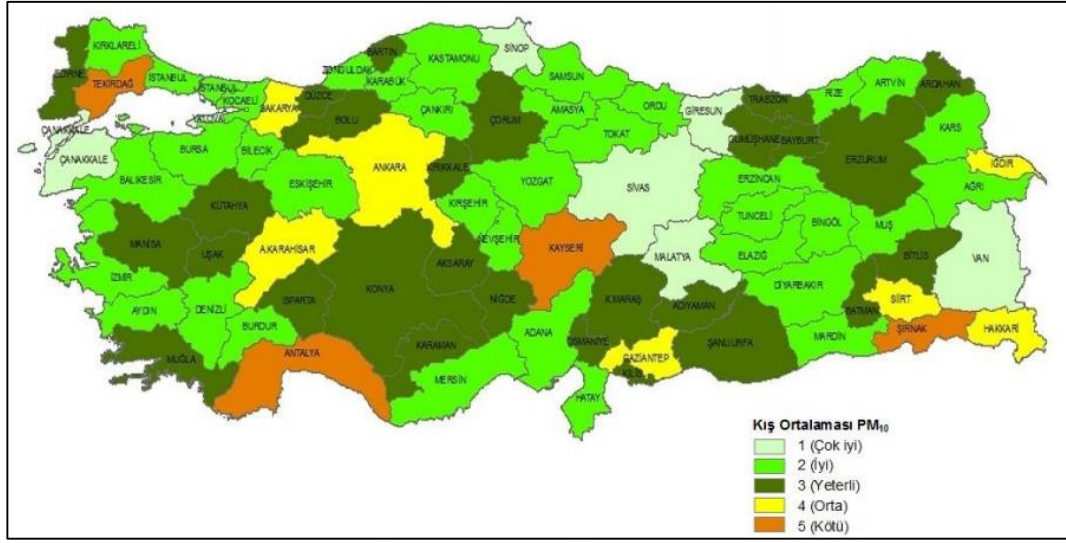 KIRKLARELİ
EDİRNE
TEKİRDAĞ
İSTANBUL
İSTANBUL
KOCAELİ
YALOVA
SAKARYA
DÜZCE
BOLU
ZONGULDAK
BARTIN
KARABÜK
KASTAMONU
SİNOP
ÇANKIRI
ÇORUM
SAMSUN
AMASYA
ORDU
TOKAT
GİRESUN
TRABZON
GÜMÜŞHANE
BAYBURT
RİZE
ARTVİN
ARDAHAN
KARS
ERZURUM
IĞDIR
AĞRI
ÇANAKKALE
ÇANAKKALE
BALIKESİR
BURSA
BİLECİK
ESKİŞEHİR
ANKARA
KIRIKKALE
KIRŞEHİR
YOZGAT
SİVAS
ERZİNCAN
TUNCELİ
BİNGÖL
MUŞ
ELAZIĞ
KÜTAHYA
MANİSA
UŞAK
A.KARAHİSAR
AKSARAY
NEVŞEHİR
KAYSERİ
MALATYA
BİTLİS
VAN
İZMİR
AYDIN
DENİZLİ
ISPARTA
BURDUR
KONYA
NİĞDE
K.MARAŞ
ADIYAMAN
DİYARBAKIR
BATMAN
SİİRT
ŞIRNAK
HAKKARİ
MARDİN
MUĞLA
ANTALYA
KARAMAN
MERSİN
ADANA
OSMANİYE
GAZİANTEP
KİLİS
ŞANLIURFA
HATAY
Kış Ortalaması PM₁₀
1 (Çok iyi)
2 (İyi)
3 (Yeterli)
4 (Orta)
5 (Kötü)